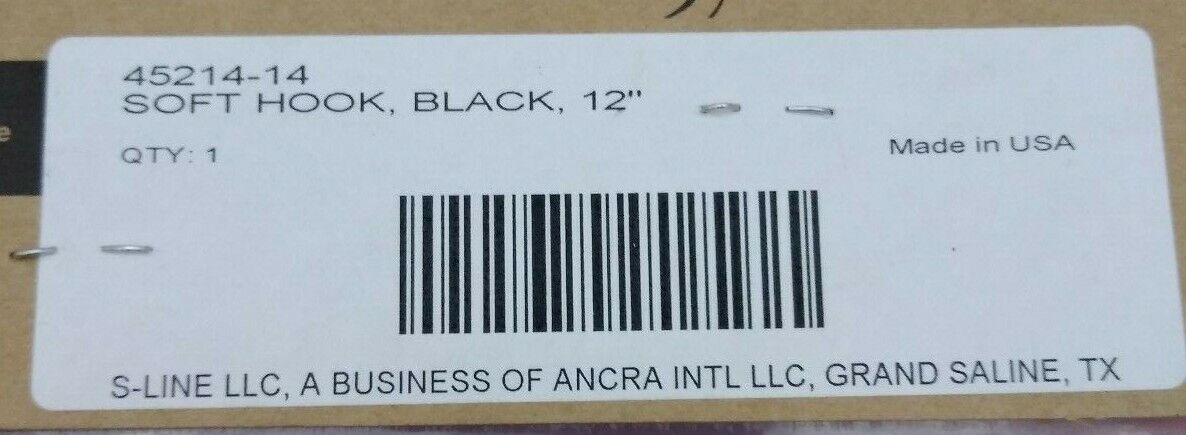 45214-14
SOFT HOOK, BLACK, 12"
QTY: 1
Made in USA
S-LINE LLC, A BUSINESS OF ANCRA INTL LLC, GRAND SALINE, TX